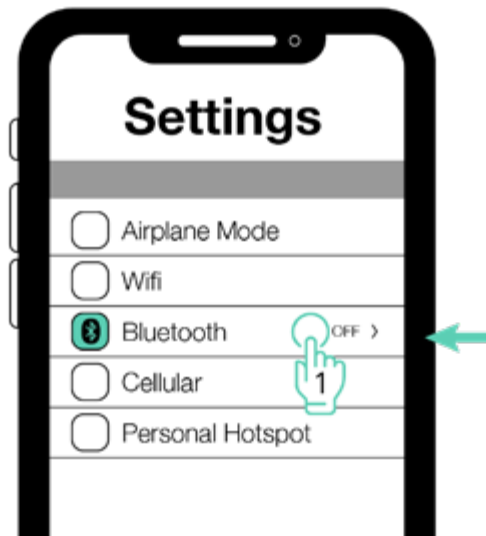 Settings
Airplane Mode
Wifi
Bluetooth OFF >
1
Cellular
Personal Hotspot